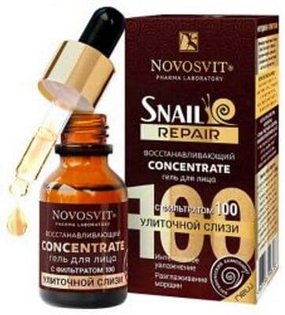 NOVOSVIT®
PHARMA LABORATORY
SNAIL
REPAIR
ВОССТАНАВЛИВАЮЩИЙ
CONCENTRATE
ГЕЛЬ ДЛЯ ЛИЦА
100
С ФИЛЬТРАТОМ 100
УЛИТОЧНОЙ СЛИЗИ
Интенсивное
увлажнение
Разглаживание
морщин
new
NOVOSVIT®
PHARMA LABORATORY
ВОССТАНАВЛИВАЮЩИЙ
CONCENTRATE
ГЕЛЬ ДЛЯ ЛИЦА
С ФИЛЬТРАТОМ 100
УЛИТОЧНОЙ СЛИЗИ